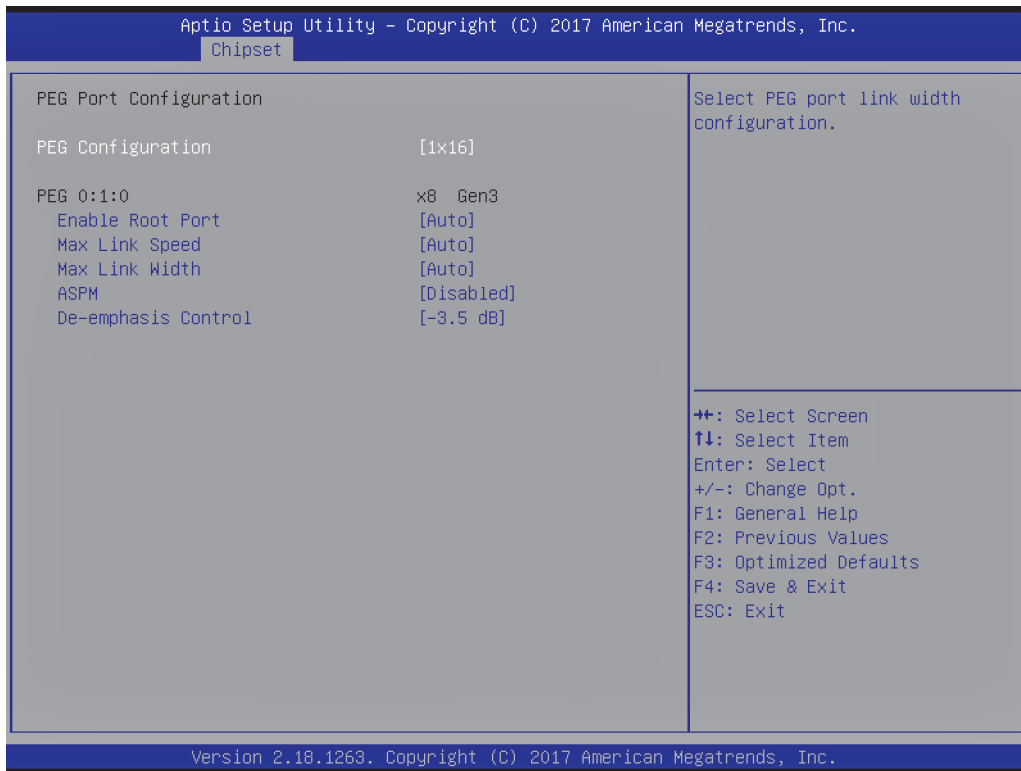 Aptio Setup Utility – Copyright (C) 2017 American Megatrends, Inc.
Chipset
PEG Port Configuration
PEG Configuration [1x16]
PEG 0:1:0 x8 Gen3
Enable Root Port [Auto]
Max Link Speed [Auto]
Max Link Width [Auto]
ASPM [Disabled]
De-emphasis Control [-3.5 dB]
Select PEG port link width
configuration.
→←: Select Screen
↑↓: Select Item
Enter: Select
+/-: Change Opt.
F1: General Help
F2: Previous Values
F3: Optimized Defaults
F4: Save & Exit
ESC: Exit
Version 2.18.1263. Copyright (C) 2017 American Megatrends, Inc.